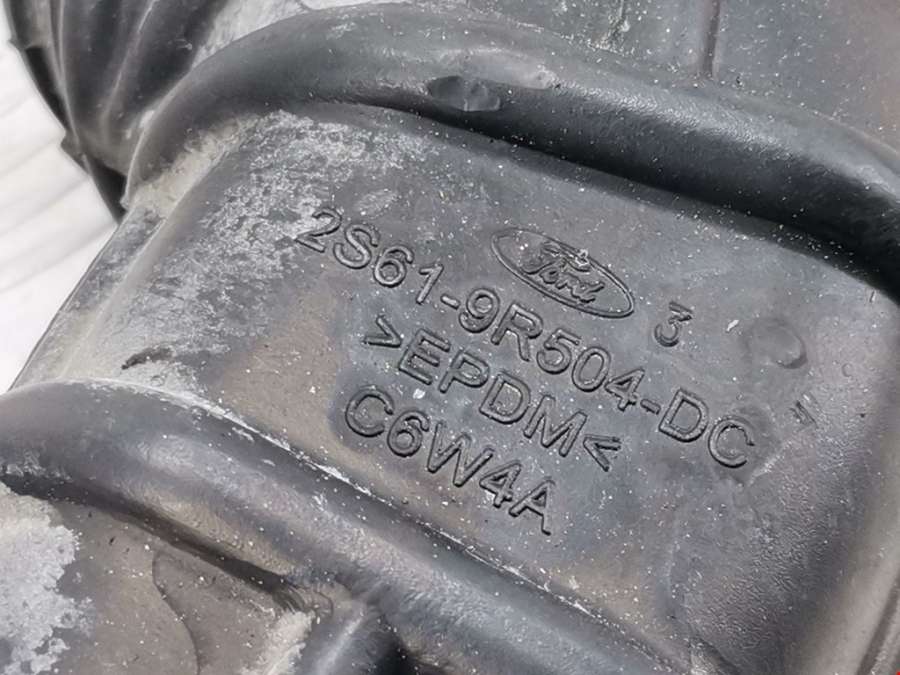 Ford 3
2S61-9R504-DC
>EPDM<
C6W4A